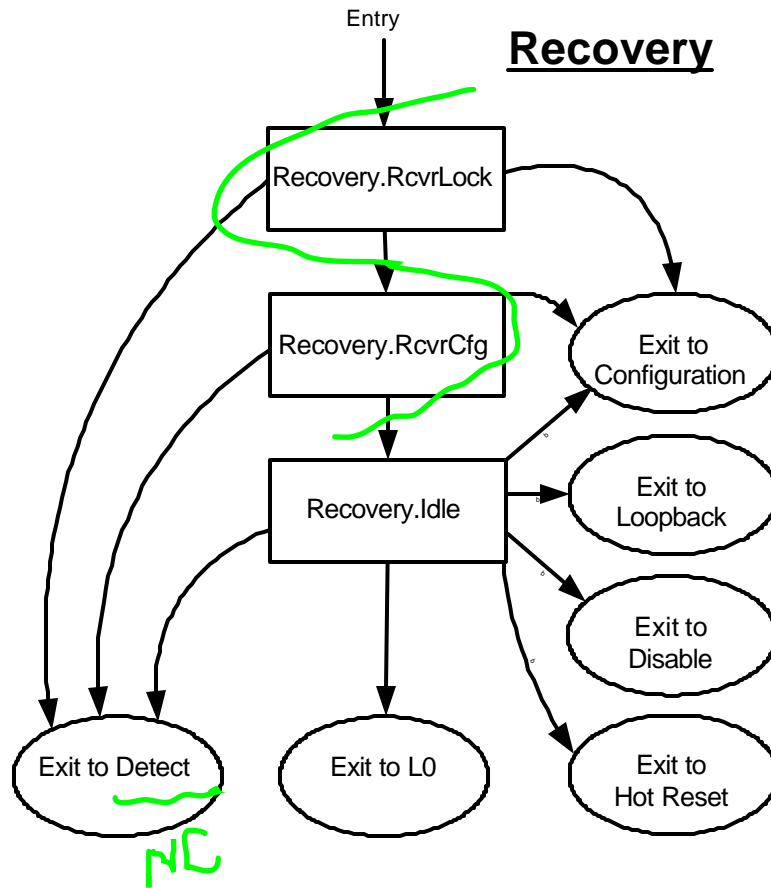 Entry
Recovery
Recovery.RcvrLock
Recovery.RcvrCfg
Exit to
Configuration
Recovery.Idle
Exit to
Loopback
Exit to
Disable
Exit to Detect
Exit to L0
Exit to
Hot Reset
NC